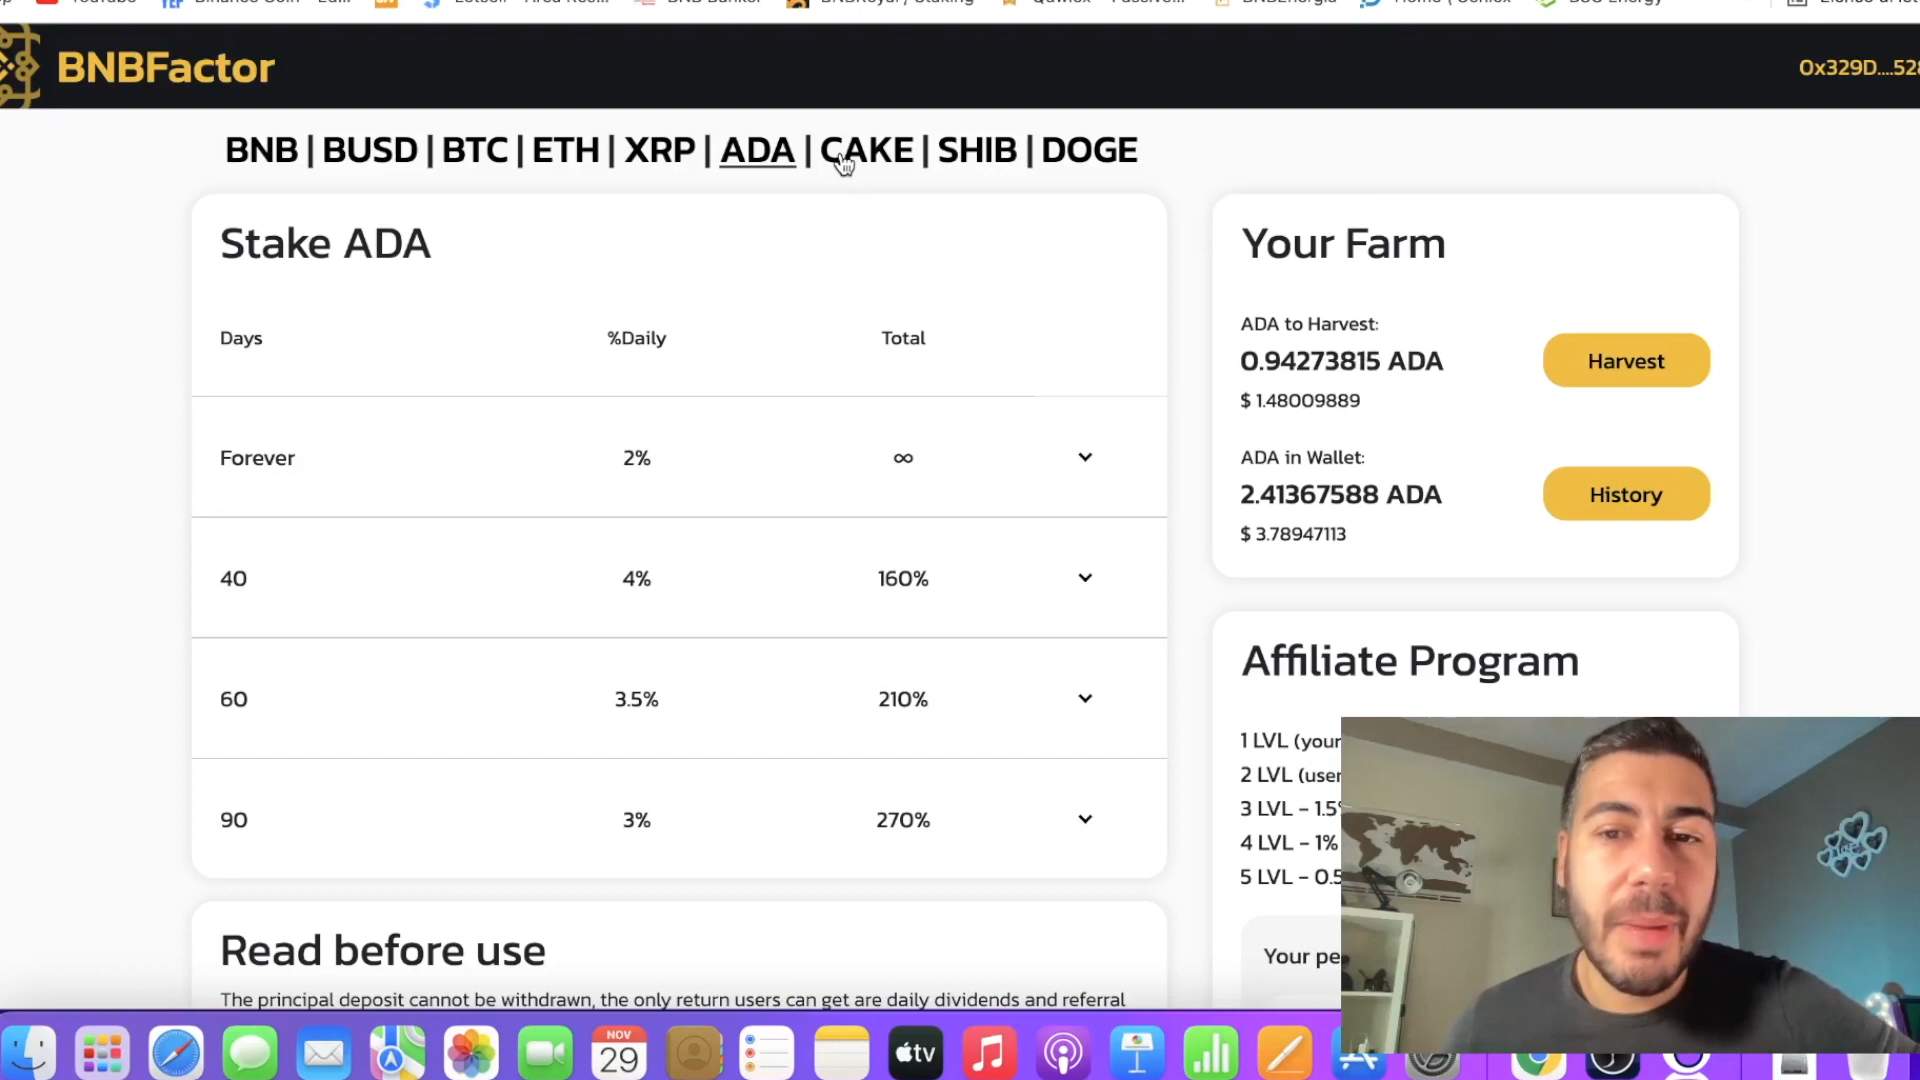 BNBFactor
0x329D....528
BNB | BUSD | BTC | ETH | XRP | ADA | CAKE | SHIB | DOGE
Stake ADA
Days %Daily Total
Forever 2% ∞
40 4% 160%
60 3.5% 210%
90 3% 270%
Read before use
The principal deposit cannot be withdrawn, the only return users can get are daily dividends and referral
Your Farm
ADA to Harvest:
0.94273815 ADA
Harvest
$ 1.48009889
ADA in Wallet:
2.41367588 ADA
History
$ 3.78947113
Affiliate Program
1 LVL (your
2 LVL (user
3 LVL - 1.5%
4 LVL - 1%
5 LVL - 0.5
Your pe
NOV
29
tv